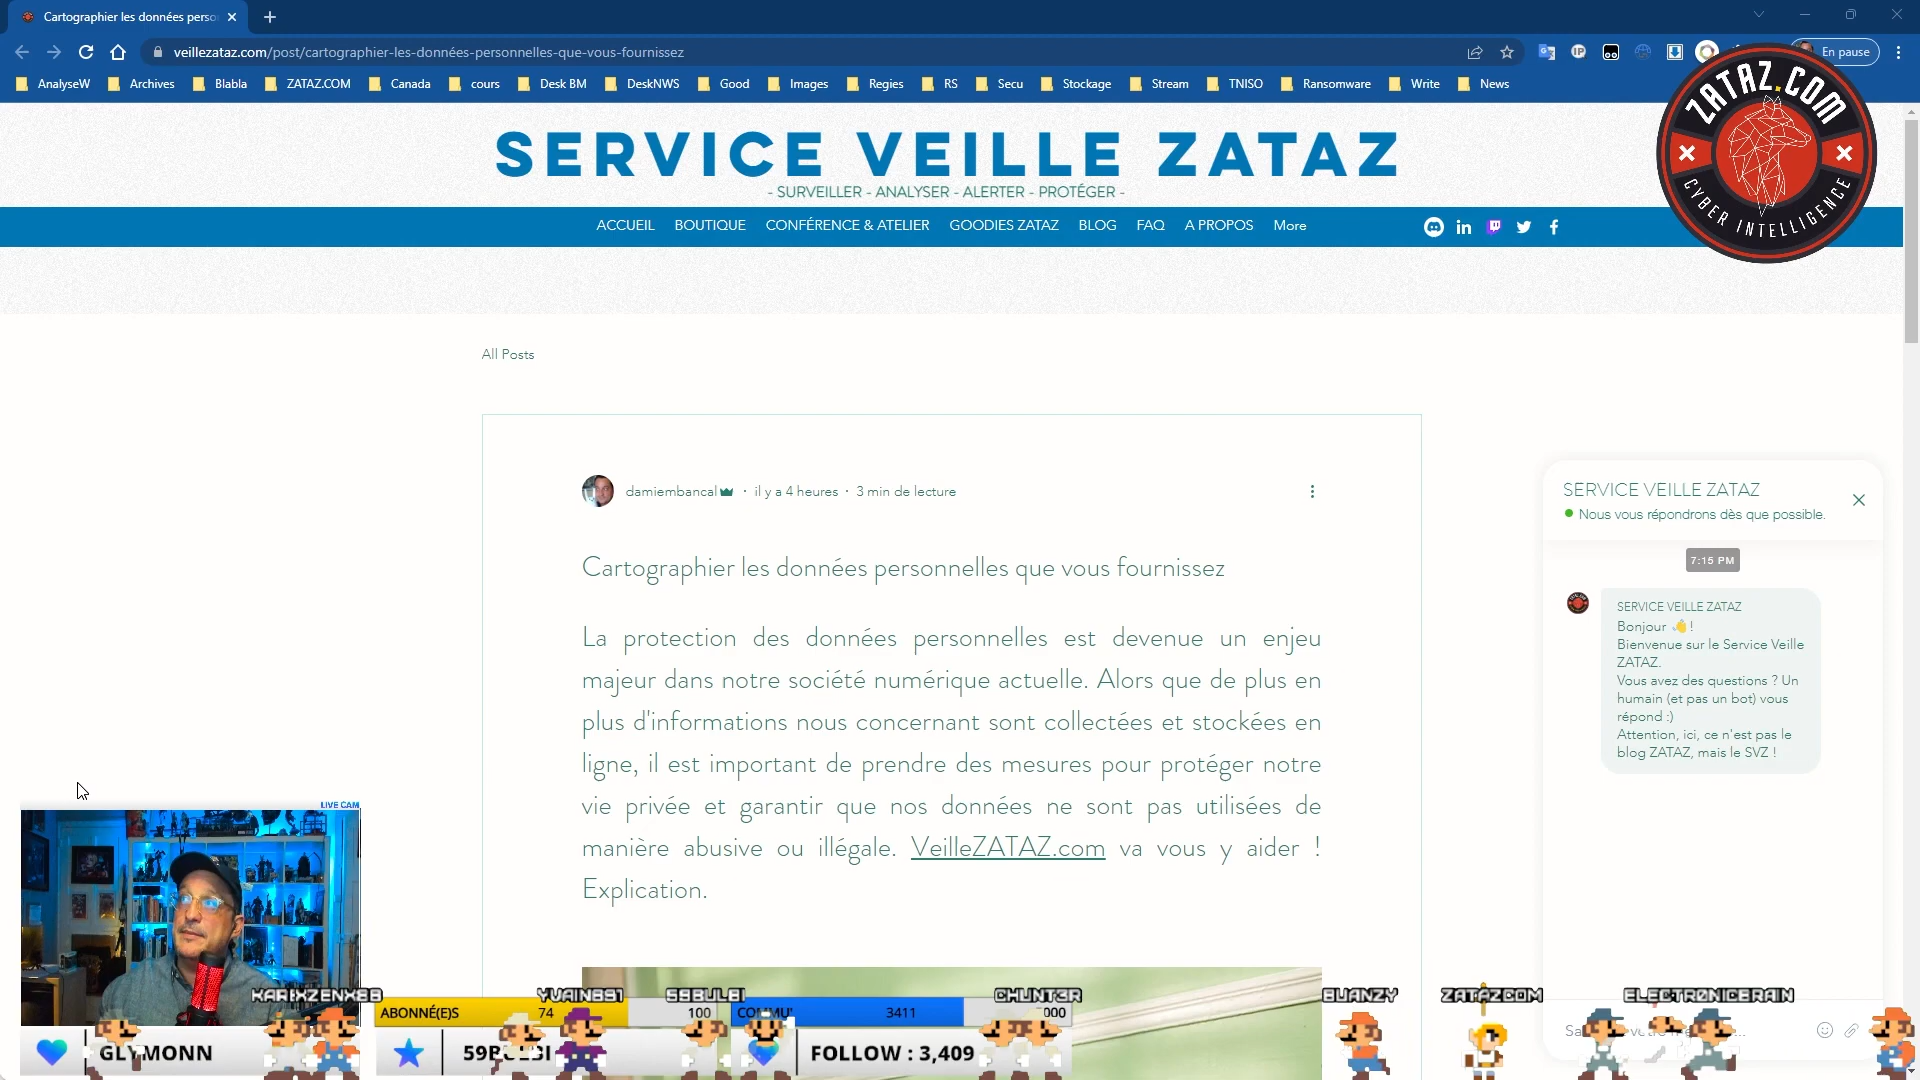 Cartographier les données perso
veillezataz.com/post/cartographier-les-données-personnelles-que-vous-fournissez
En pause
AnalyseW
Archives
Blabla
ZATAZ.COM
Canada
cours
Desk BM
DeskNWS
Good
Images
Regies
RS
Secu
Stockage
Stream
TNISO
Ransomware
Write
News
ZATAZ.COM
CYBER INTELLIGENCE
SERVICE VEILLE ZATAZ
- SURVEILLER - ANALYSER - ALERTER - PROTÉGER -
ACCUEIL
BOUTIQUE
CONFÉRENCE & ATELIER
GOODIES ZATAZ
BLOG
FAQ
A PROPOS
More
All Posts
damienbancal · il y a 4 heures · 3 min de lecture
Cartographier les données personnelles que vous fournissez
La protection des données personnelles est devenue un enjeu
majeur dans notre société numérique actuelle. Alors que de plus en
plus d'informations nous concernant sont collectées et stockées en
ligne, il est important de prendre des mesures pour protéger notre
vie privée et garantir que nos données ne sont pas utilisées de
manière abusive ou illégale. VeilleZATAZ.com va vous y aider !
Explication.
SERVICE VEILLE ZATAZ
Nous vous répondrons dès que possible.
7:15 PM
SERVICE VEILLE ZATAZ
Bonjour 👋 !
Bienvenue sur le Service Veille
ZATAZ.
Vous avez des questions ? Un
humain (et pas un bot) vous
répond :)
Attention, ici, ce n'est pas le
blog ZATAZ, mais le SVZ !
LIVE CAM
KARIXZENX88
YVAIN891
59BUL8I
CHUNT3R
BUANZY
ZATAZCOM
ELECTR0NICBRAIN
ABONNÉ(E)S
74
100
3411
GLYMONN
FOLLOW : 3,409